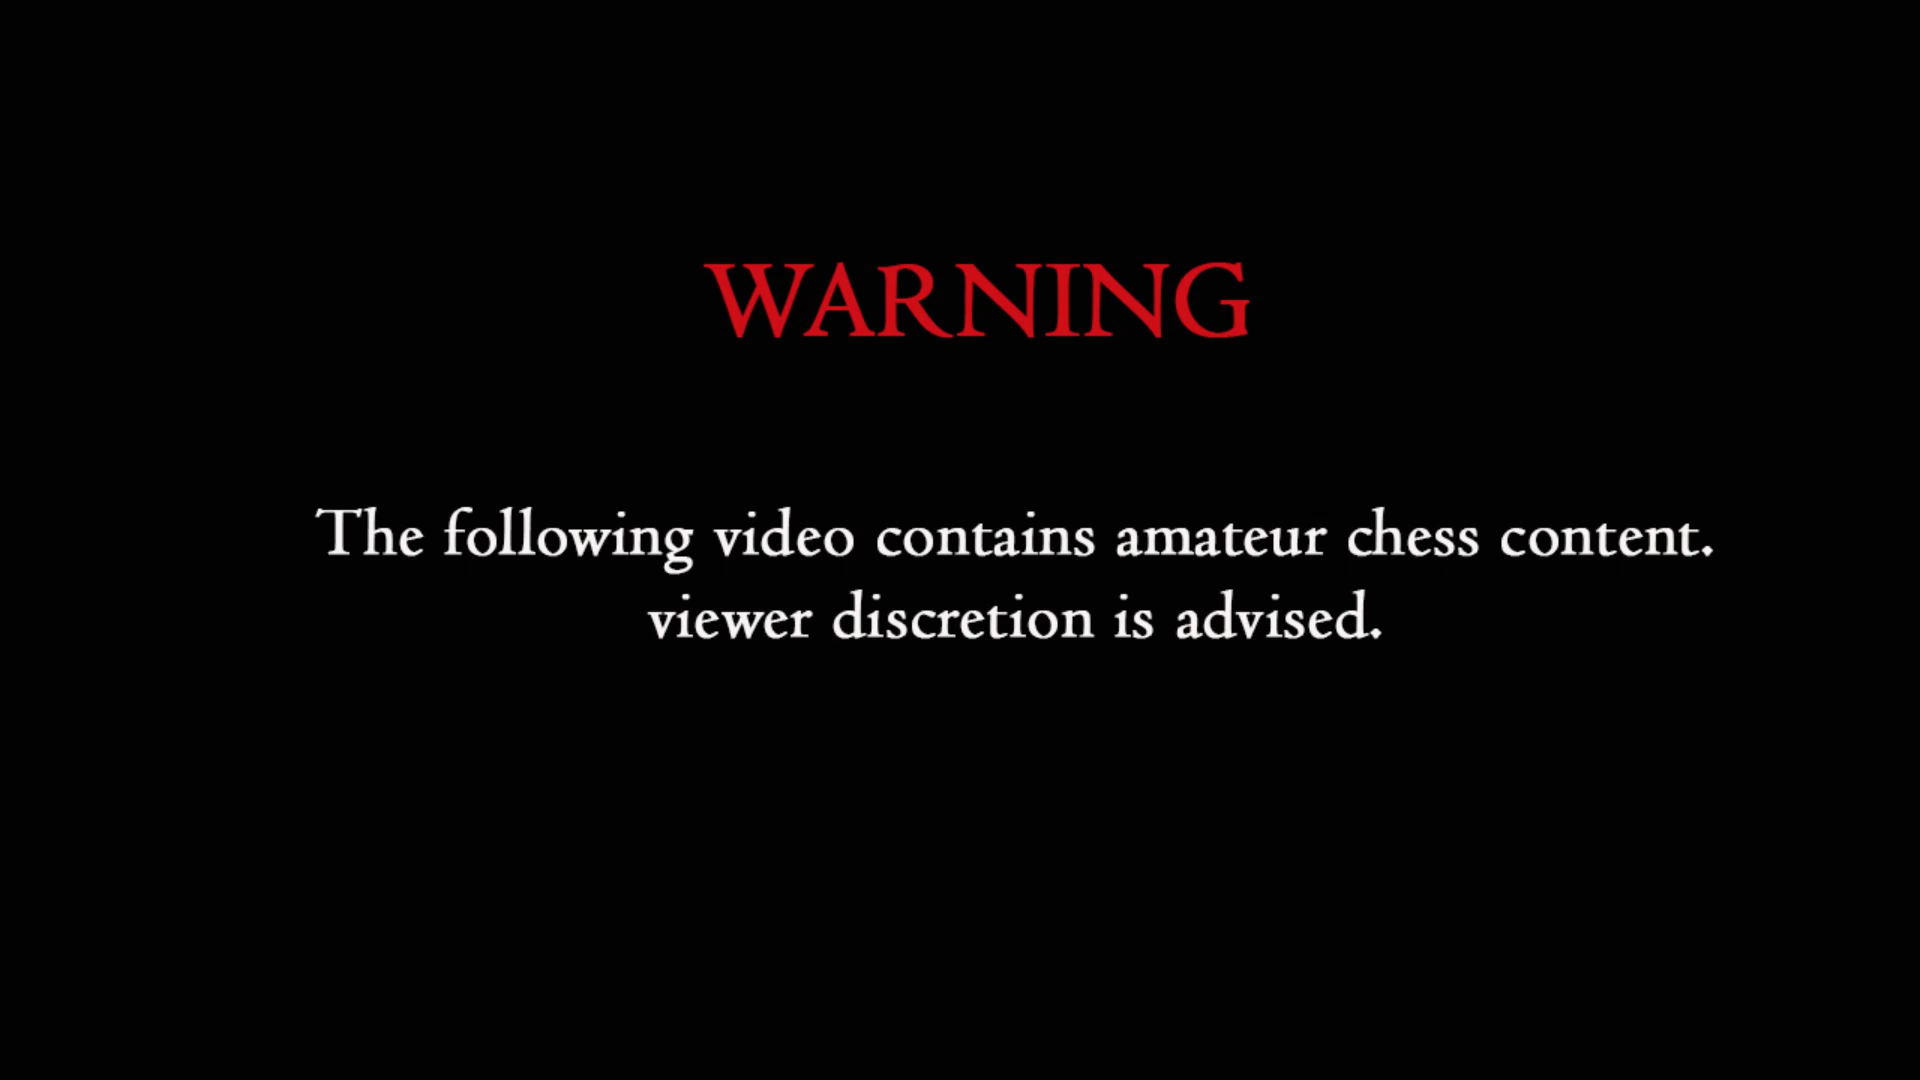 WARNING
The following video contains amateur chess content.
viewer discretion is advised.